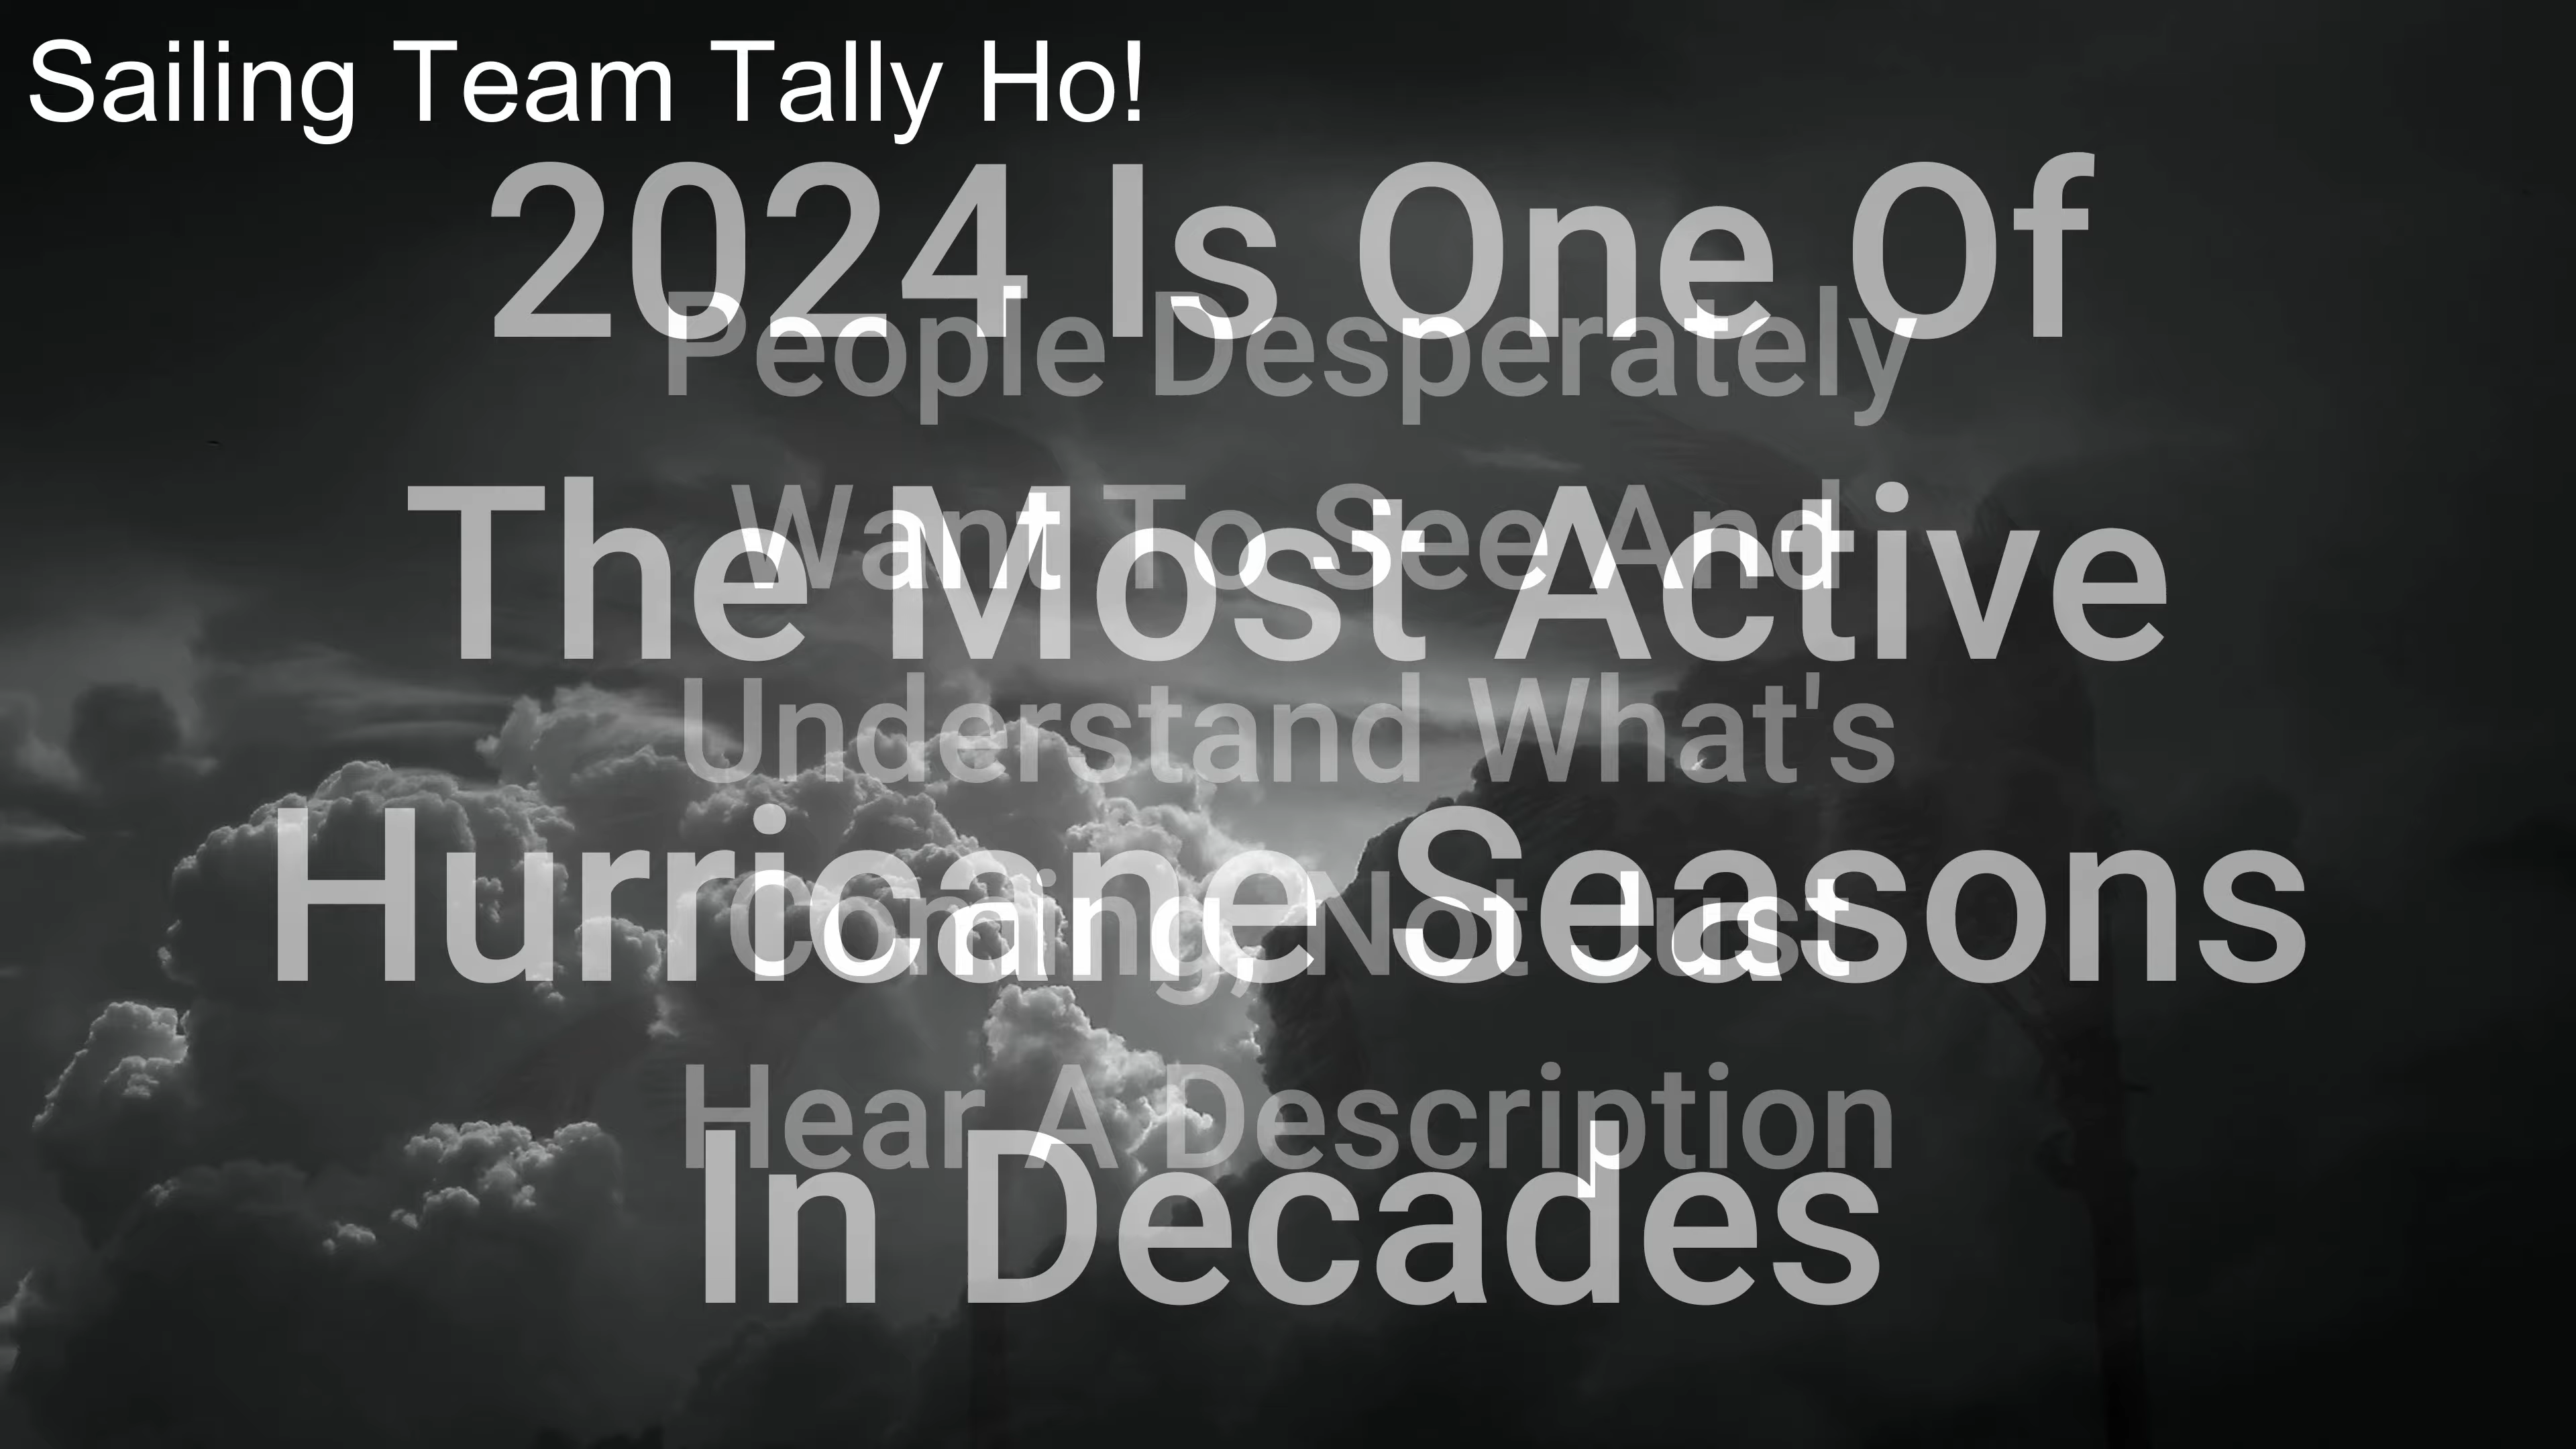 Sailing Team Tally Ho!
2024 Is One Of
The Most Active
Hurricane Seasons
In Decades
People Desperately
Want To See And
Understand What's
Coming, Not Just
Hear A Description